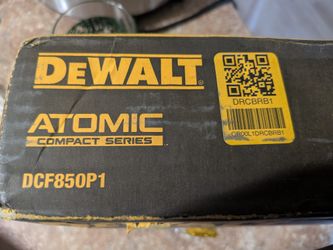 DEWALT
DRCBRB1
ATOMIC
COMPACT SERIES
DCF850P1